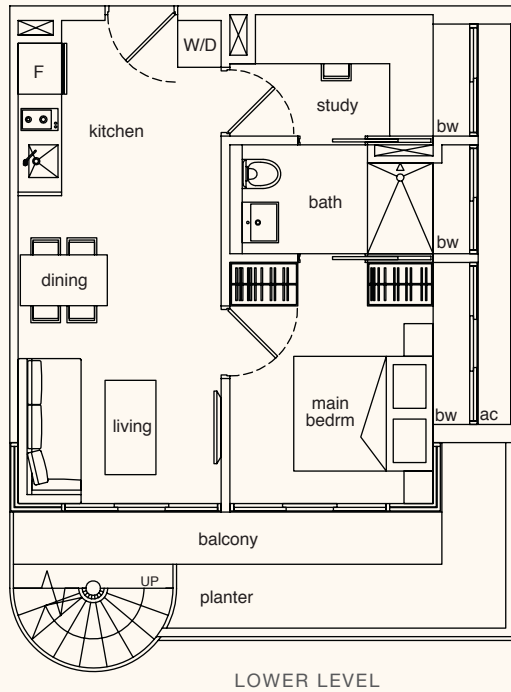 W/D
F
study
kitchen
bw
bath
bw
dining
main
bedrm
living
bw
ac
balcony
UP
planter
LOWER LEVEL